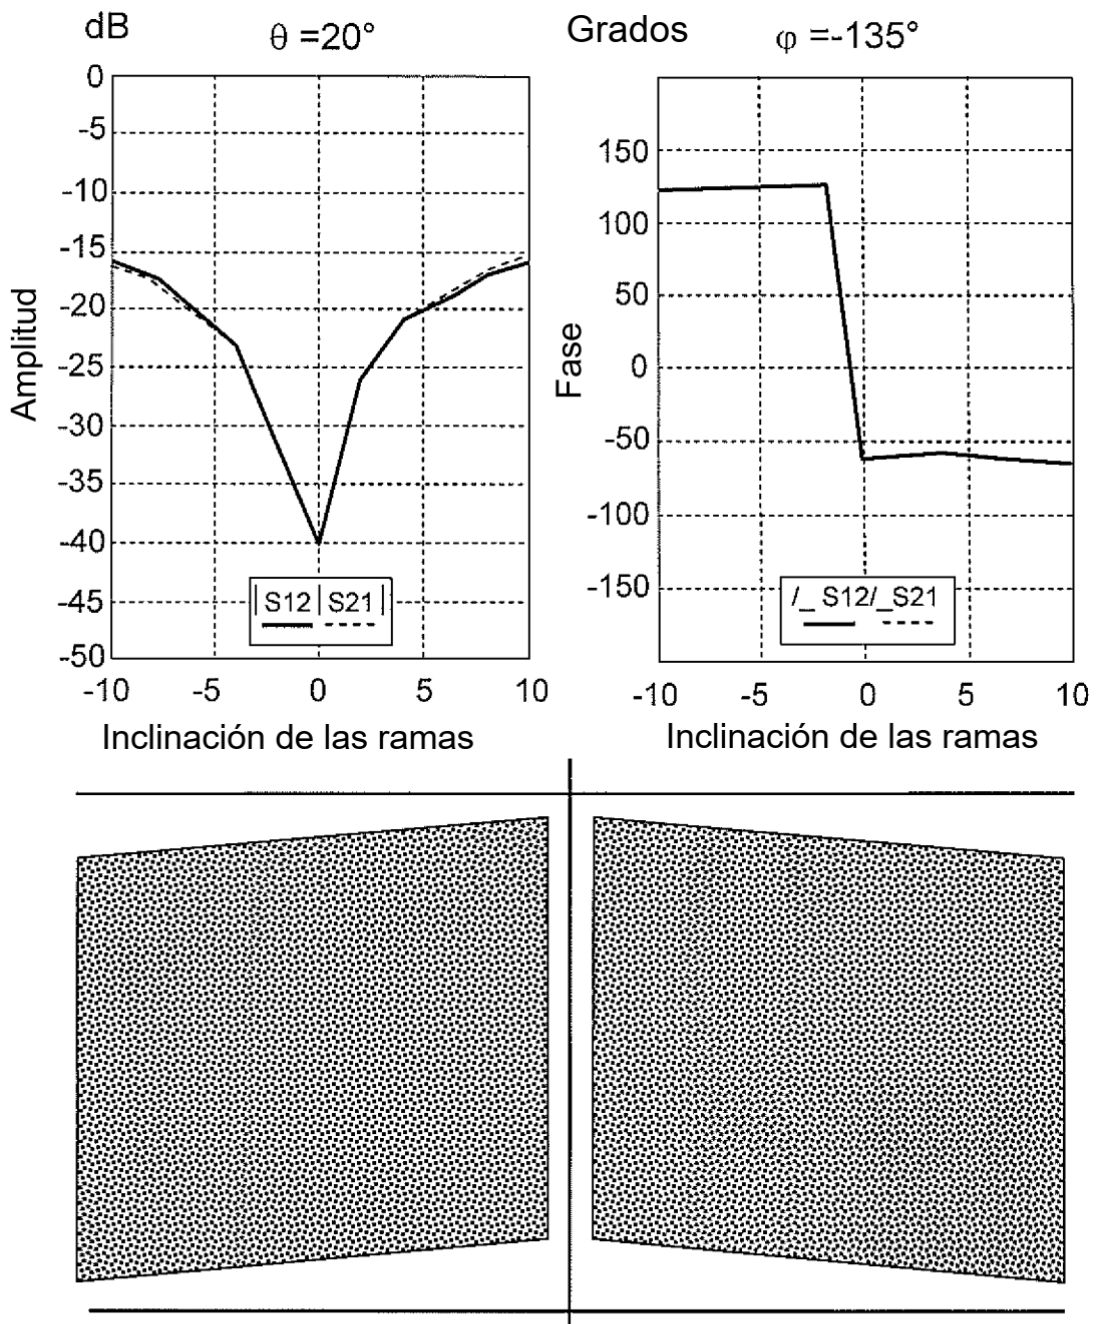 dB
θ =20°
0
-5
-10
-15
-20
-25
-30
-35
-40
-45
-50
Amplitud
| S12 | S21 |
-10 -5 0 5 10
Inclinación de las ramas
Grados
φ =-135°
150
100
50
0
-50
-100
-150
Fase
/_ S12/_S21
-10 -5 0 5 10
Inclinación de las ramas